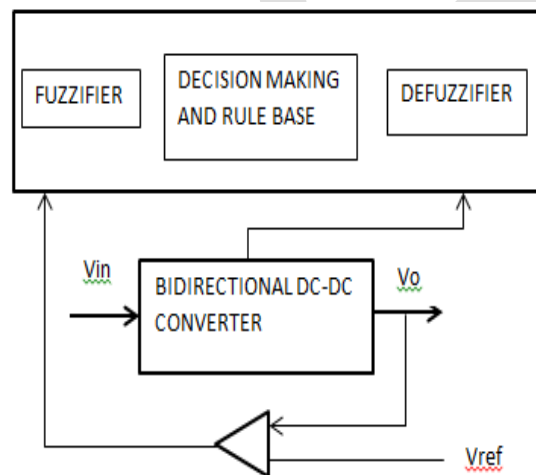 FUZZIFIER
DECISION MAKING
AND RULE BASE
DEFUZZIFIER
Vin
BIDIRECTIONAL DC-DC
CONVERTER
Vo
Vref